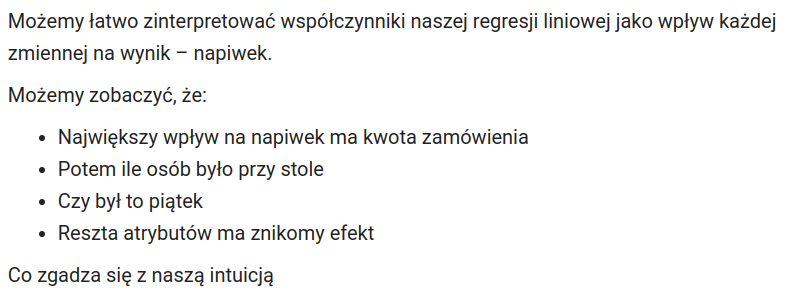 Możemy łatwo zinterpretować współczynniki naszej regresji liniowej jako wpływ każdej
zmiennej na wynik – napiwek.
Możemy zobaczyć, że:
• Największy wpływ na napiwek ma kwota zamówienia
• Potem ile osób było przy stole
• Czy był to piątek
• Reszta atrybutów ma znikomy efekt
Co zgadza się z naszą intuicją